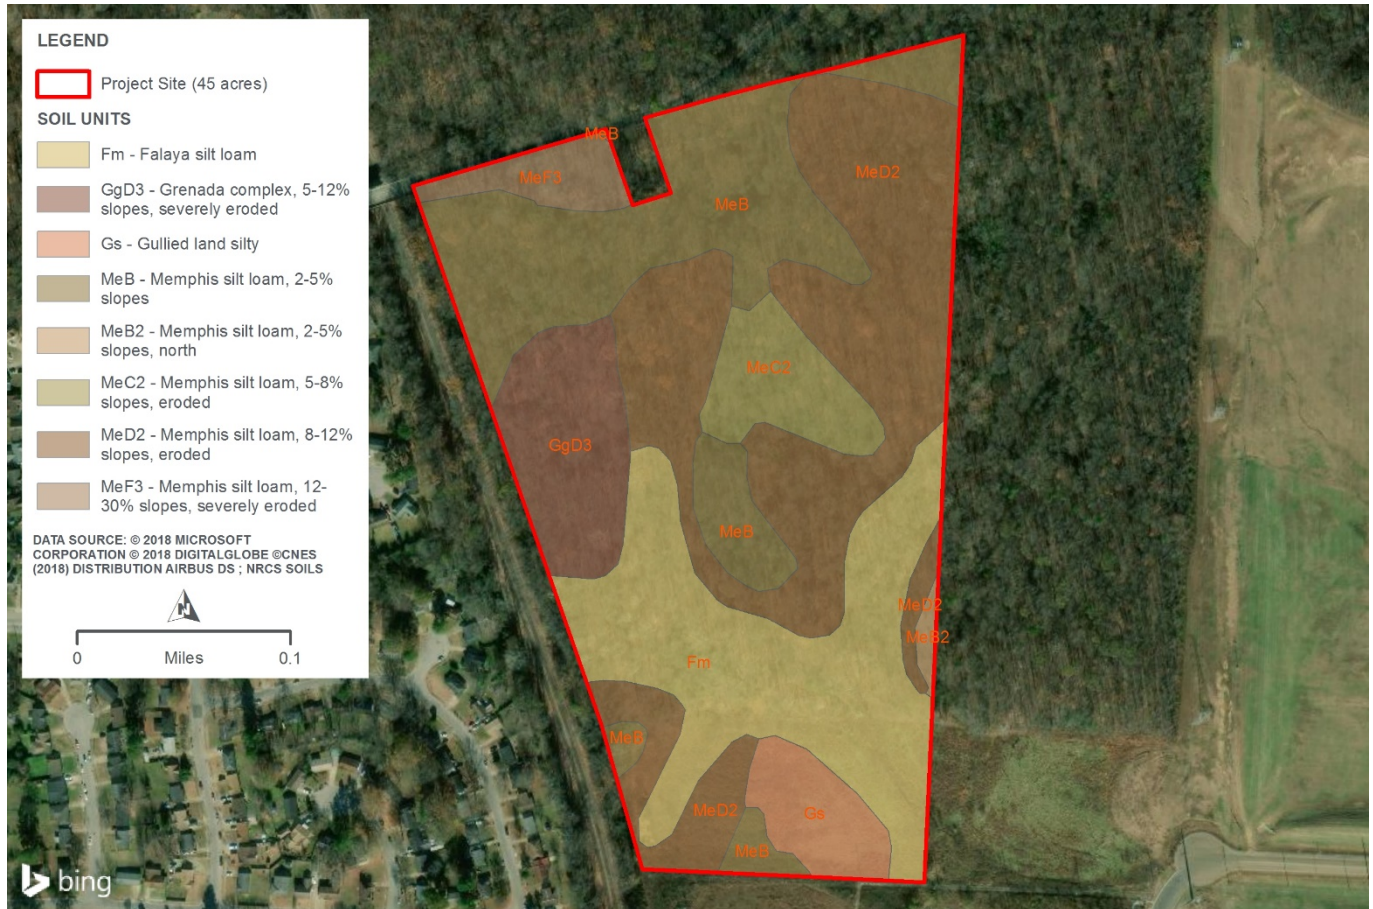 LEGEND
Project Site (45 acres)
SOIL UNITS
Fm - Falaya silt loam
GgD3 - Grenada complex, 5-12%
slopes, severely eroded
Gs - Gullied land silty
MeB - Memphis silt loam, 2-5%
slopes
MeB2 - Memphis silt loam, 2-5%
slopes, north
MeC2 - Memphis silt loam, 5-8%
slopes, eroded
MeD2 - Memphis silt loam, 8-12%
slopes, eroded
MeF3 - Memphis silt loam, 12-
30% slopes, severely eroded
DATA SOURCE: © 2018 MICROSOFT
CORPORATION © 2018 DIGITALGLOBE ©CNES
(2018) DISTRIBUTION AIRBUS DS ; NRCS SOILS
N
0 Miles 0.1
bing
MeB
MeF3
MeD2
MeB
MeC2
GgD3
MeB
MeD2
MeB2
Fm
MeB
MeD2
Gs
MeB